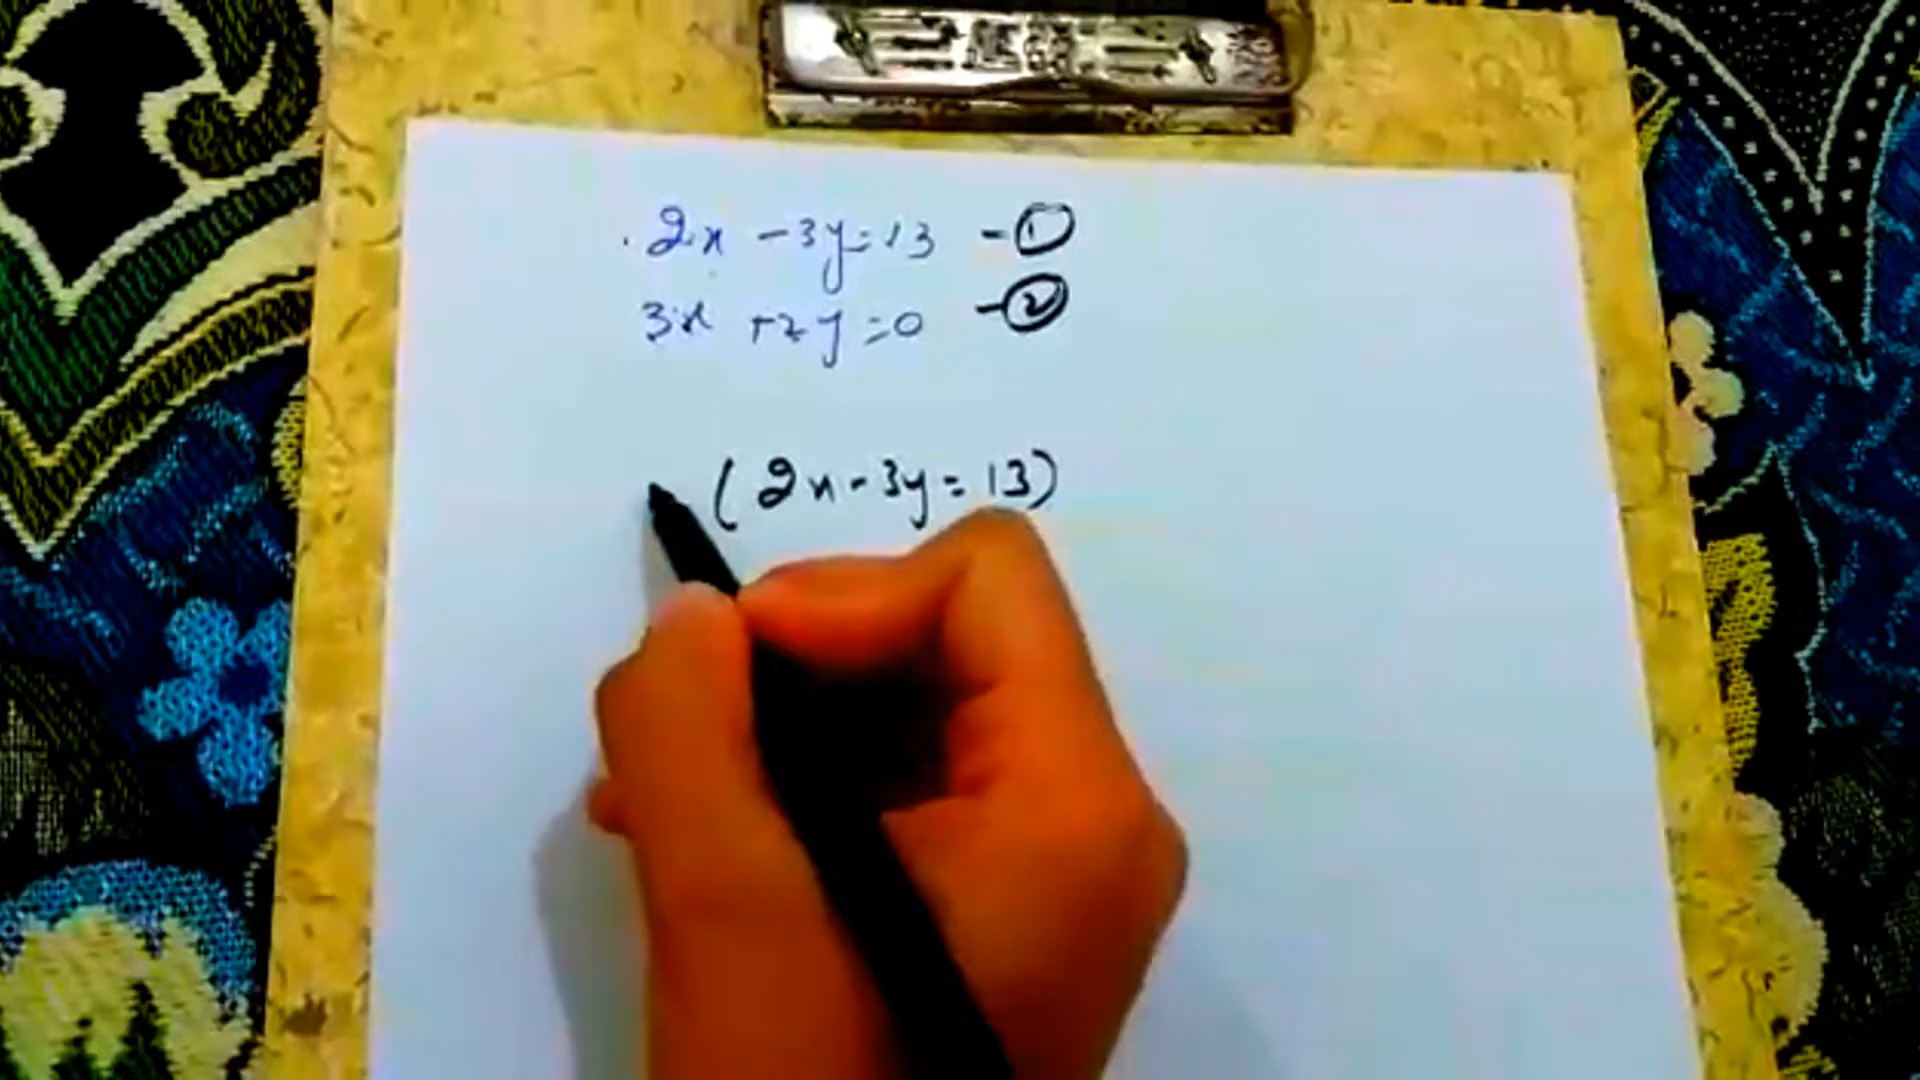 2x - 3y = 13 - ①
3x + 2y = 0 - ②
(2x - 3y = 13)